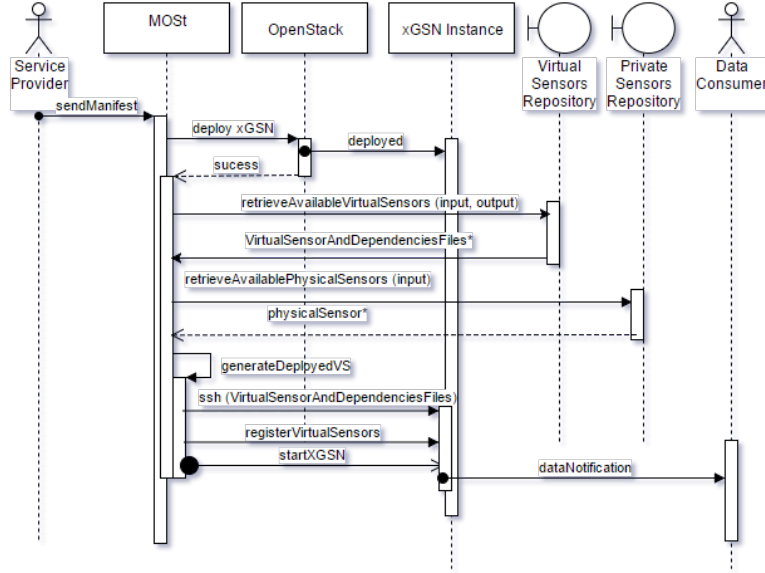 MOSt
OpenStack
xGSN Instance
Service
Provider
Virtual
Sensors
Repository
Private
Sensors
Repository
Data
Consumer
sendManifest
deploy xGSN
deployed
sucess
retrieveAvailableVirtualSensors (input, output)
VirtualSensorAndDependenciesFiles*
retrieveAvailablePhysicalSensors (input)
physicalSensor*
generateDeployedVS
ssh (VirtualSensorAndDependenciesFiles)
registerVirtualSensors
startXGSN
dataNotification